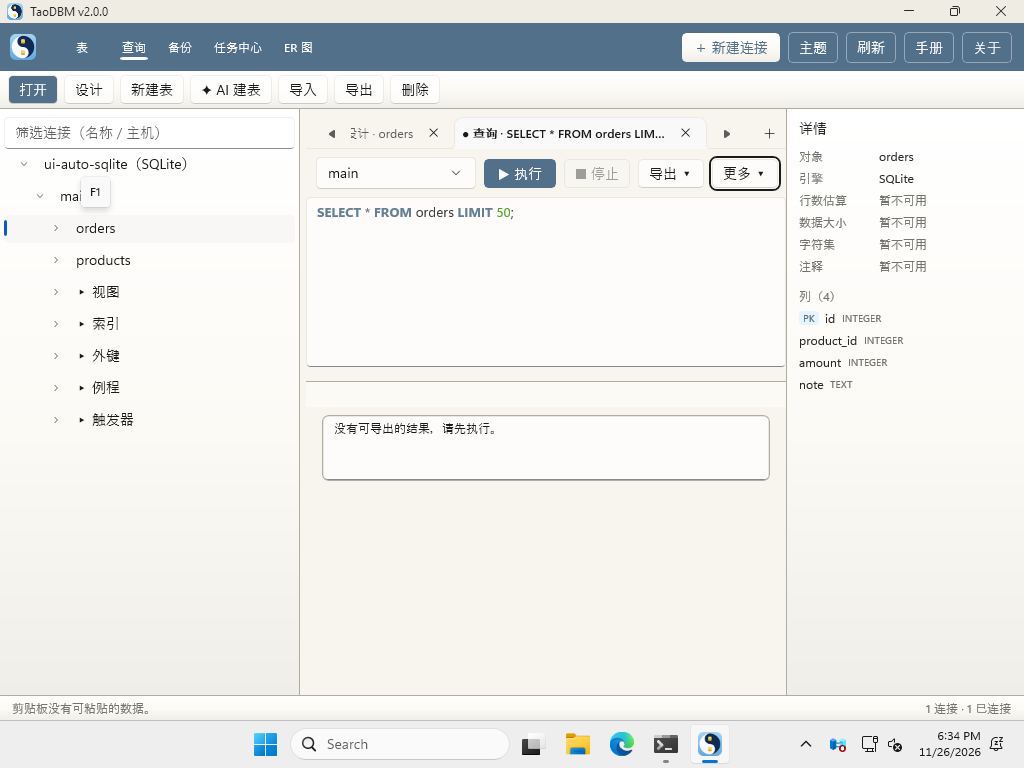 TaoDBM v2.0.0
表 查询 备份 任务中心 ER 图 + 新建连接 主题 刷新 手册 关于
打开 设计 新建表 ✦ AI 建表 导入 导出 删除
筛选连接（名称 / 主机）
ui-auto-sqlite（SQLite）
F1
orders
products
▸ 视图
▸ 索引
▸ 外键
▸ 例程
▸ 触发器
· orders
● 查询 · SELECT * FROM orders LIM...
main ▶ 执行 ■ 停止 导出 ▾ 更多 ▾
SELECT * FROM orders LIMIT 50;
没有可导出的结果，请先执行。
详情
对象 orders
引擎 SQLite
行数估算 暂不可用
数据大小 暂不可用
字符集 暂不可用
注释 暂不可用
列（4）
PK id INTEGER
product_id INTEGER
amount INTEGER
note TEXT
剪贴板没有可粘贴的数据。
1 连接 · 1 已连接
Search
6:34 PM
11/26/2026